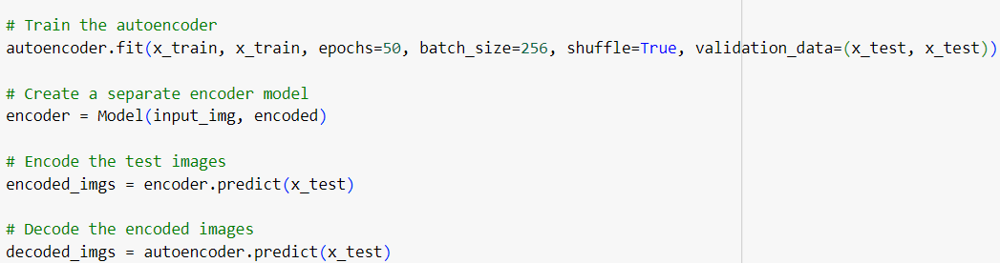 # Train the autoencoder
autoencoder.fit(x_train, x_train, epochs=50, batch_size=256, shuffle=True, validation_data=(x_test, x_test))
# Create a separate encoder model
encoder = Model(input_img, encoded)
# Encode the test images
encoded_imgs = encoder.predict(x_test)
# Decode the encoded images
decoded_imgs = autoencoder.predict(x_test)